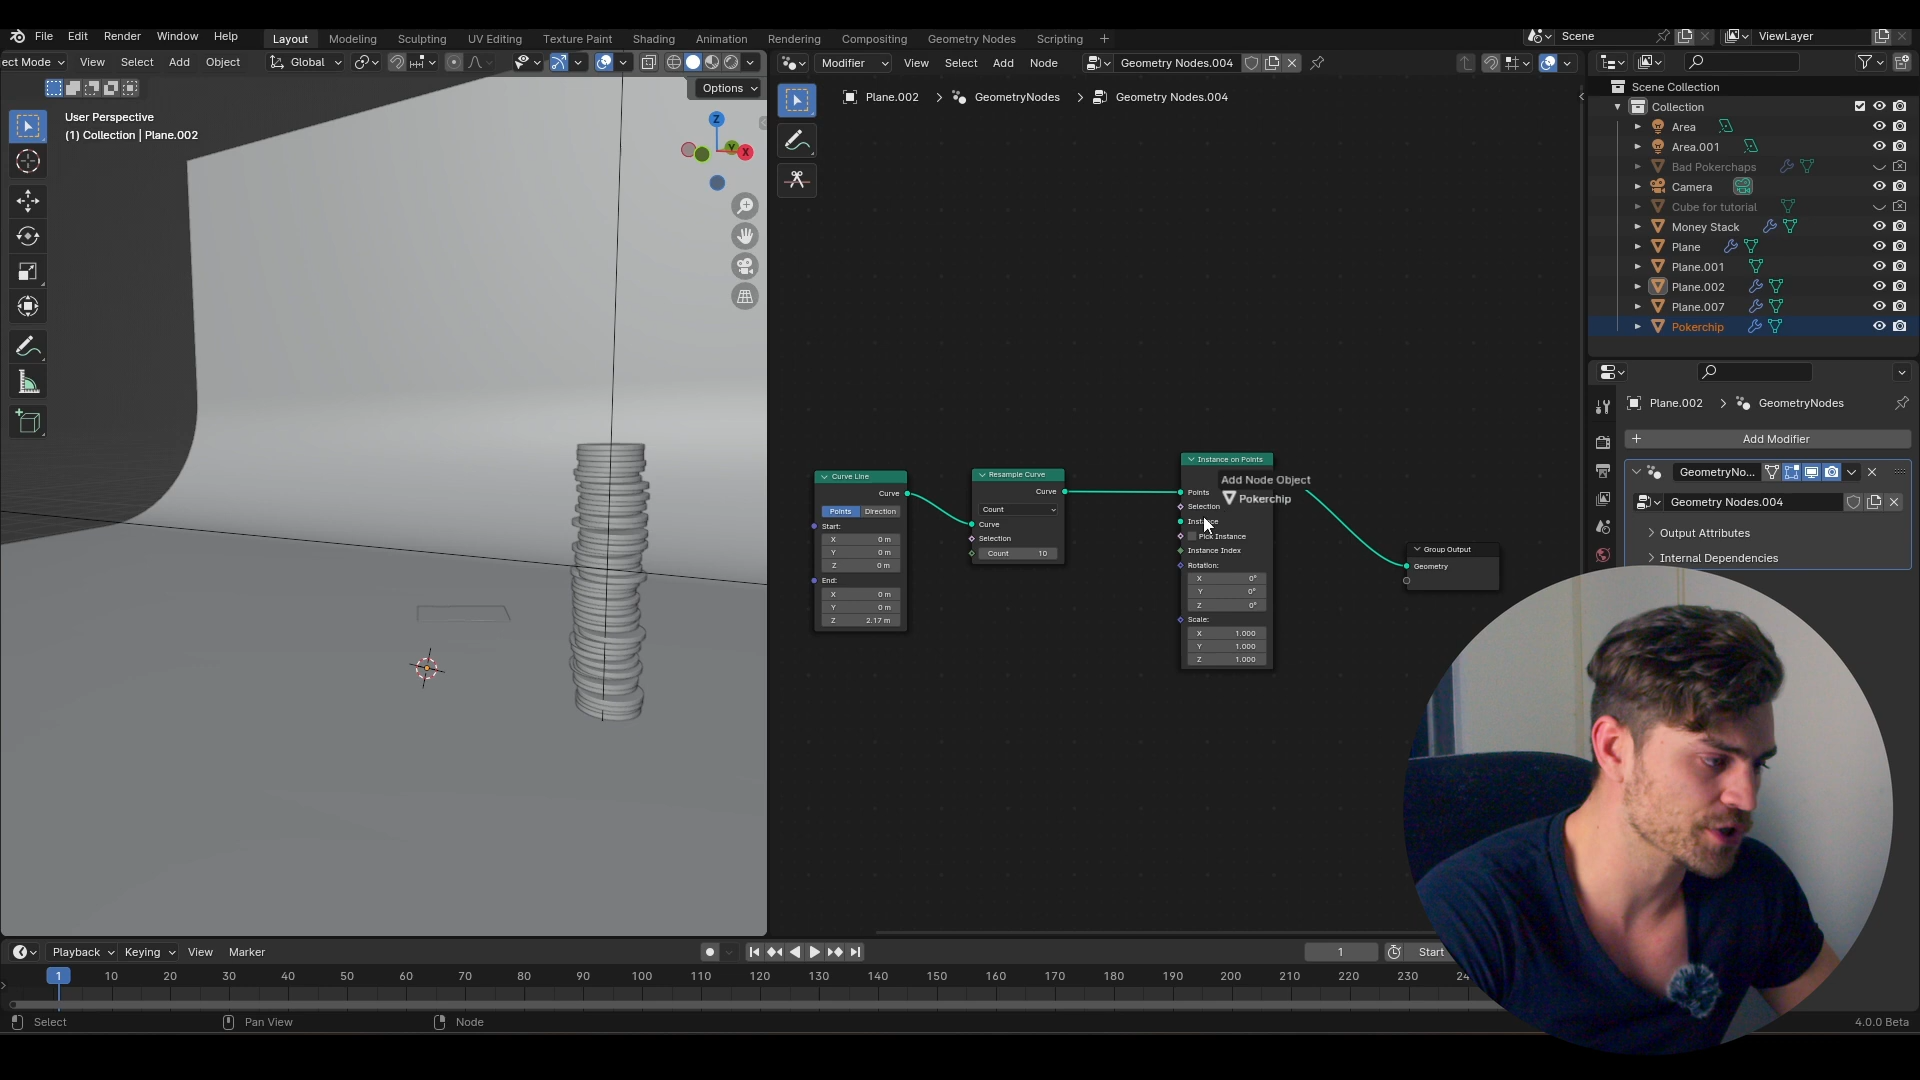 File Edit Render Window Help
Layout Modeling Sculpting UV Editing Texture Paint Shading Animation Rendering Compositing Geometry Nodes Scripting +
Scene ViewLayer
ect Mode View Select Add Object Global
Modifier View Select Add Node Geometry Nodes.004
Options
User Perspective
(1) Collection | Plane.002
Z
Y
X
Plane.002 > GeometryNodes > Geometry Nodes.004
Scene Collection
Collection
Area
Area.001
Bad Pokerchaps
Camera
Cube for tutorial
Money Stack
Plane
Plane.001
Plane.002
Plane.007
Pokerchip
Plane.002 > GeometryNodes
+ Add Modifier
GeometryNo...
Geometry Nodes.004
Output Attributes
Internal Dependencies
Curve Line
Curve
Points Direction
Start:
X 0 m
Y 0 m
Z 0 m
End:
X 0 m
Y 0 m
Z 2.17 m
Resample Curve
Curve
Count
Curve
Selection
Count 10
Instance on Points
Add Node Object
Pokerchip
Points
Selection
Pick Instance
Instance Index
Rotation:
X 0°
Y 0°
Z 0°
Scale:
X 1.000
Y 1.000
Z 1.000
Group Output
Geometry
Playback Keying View Marker
1 Start
1 10 20 30 40 50 60 70 80 90 100 110 120 130 140 150 160 170 180 190 200 210 220 230
Select Pan View Node
4.0.0 Beta